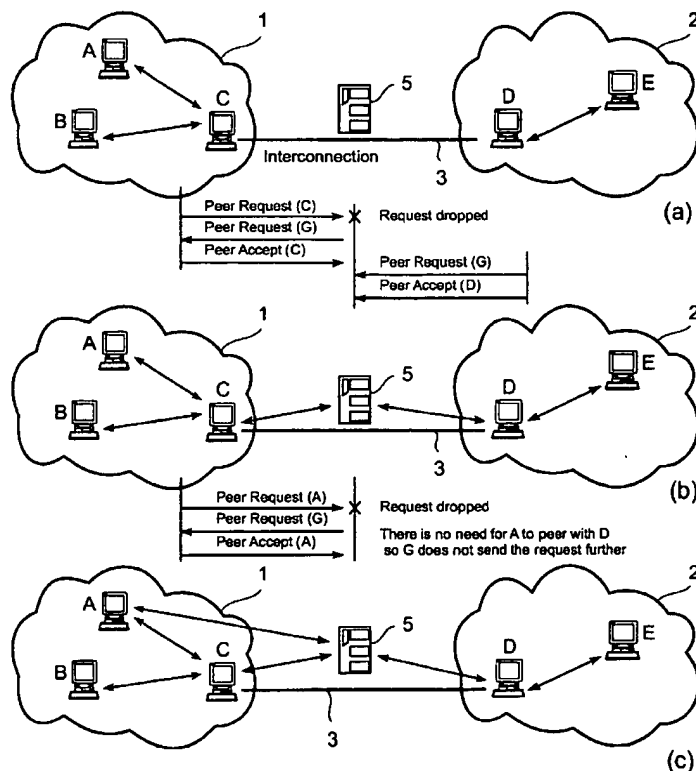 1
2
A
E
5
C
D
B
Interconnection
3
(a)
Peer Request (C)
Request dropped
Peer Request (G)
Peer Accept (C)
Peer Request (G)
Peer Accept (D)
1
2
A
5
E
C
D
B
3
(b)
Peer Request (A)
Request dropped
Peer Request (G)
There is no need for A to peer with D
Peer Accept (A)
so G does not send the request further
1
2
A
5
E
C
D
B
3
(c)